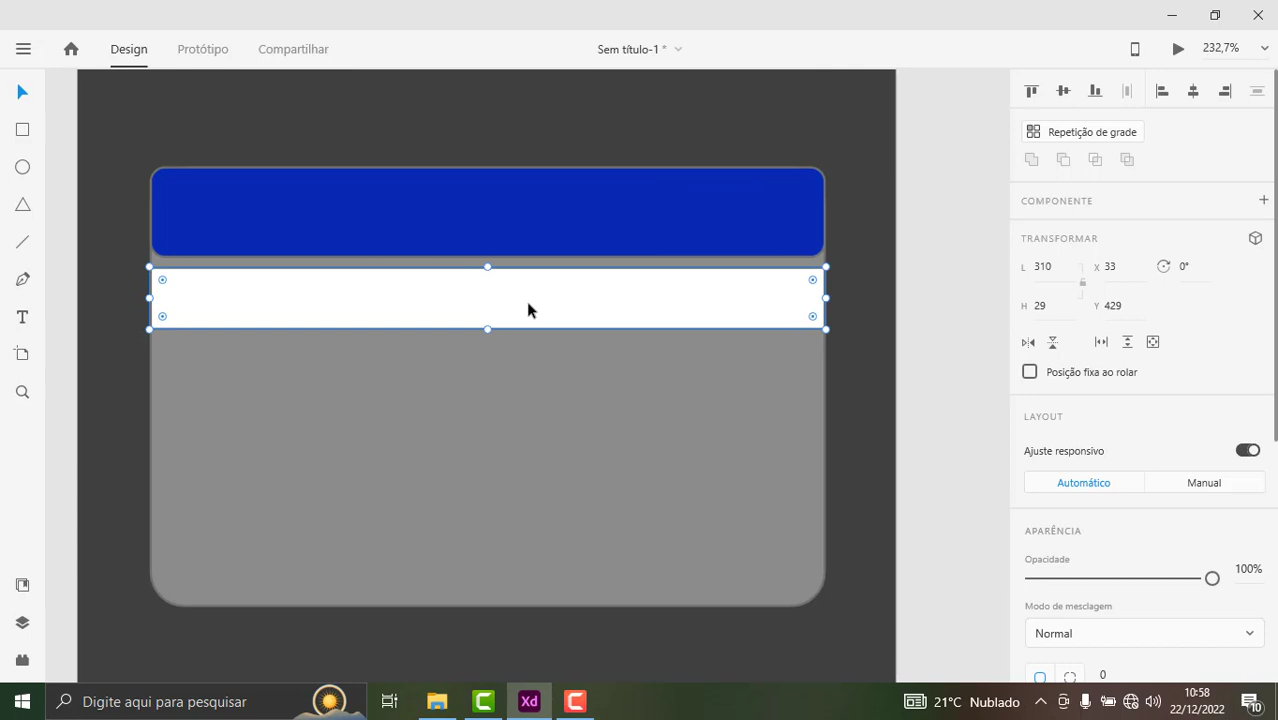 Design
Protótipo
Compartilhar
Sem título-1 *
232,7%
Repetição de grade
COMPONENTE
TRANSFORMAR
L 310 X 33 0°
H 29 Y 429
Posição fixa ao rolar
LAYOUT
Ajuste responsivo
Automático Manual
APARÊNCIA
Opacidade
100%
Modo de mesclagem
Normal
0
Digite aqui para pesquisar
Xd
21°C Nublado
10:58
22/12/2022
10